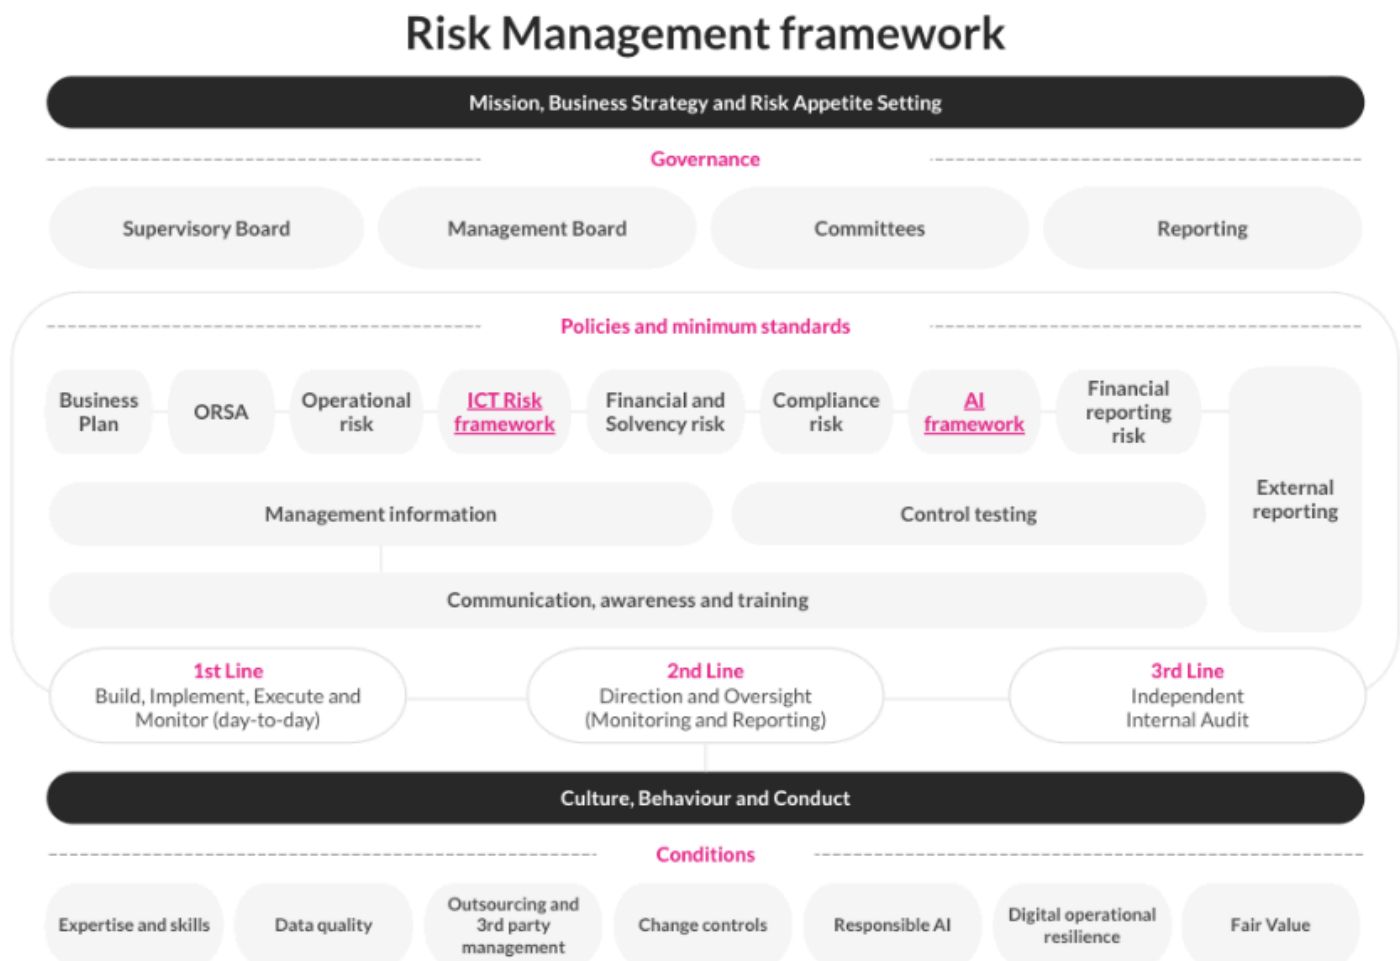 Risk Management framework
Mission, Business Strategy and Risk Appetite Setting
Governance
Supervisory Board
Management Board
Committees
Reporting
Policies and minimum standards
Business
Plan
ORSA
Operational
risk
ICT Risk
framework
Financial and
Solvency risk
Compliance
risk
AI
framework
Financial
reporting
risk
External
reporting
Management information
Control testing
Communication, awareness and training
1st Line
Build, Implement, Execute and
Monitor (day-to-day)
2nd Line
Direction and Oversight
(Monitoring and Reporting)
3rd Line
Independent
Internal Audit
Culture, Behaviour and Conduct
Conditions
Expertise and skills
Data quality
Outsourcing and
3rd party
management
Change controls
Responsible AI
Digital operational
resilience
Fair Value